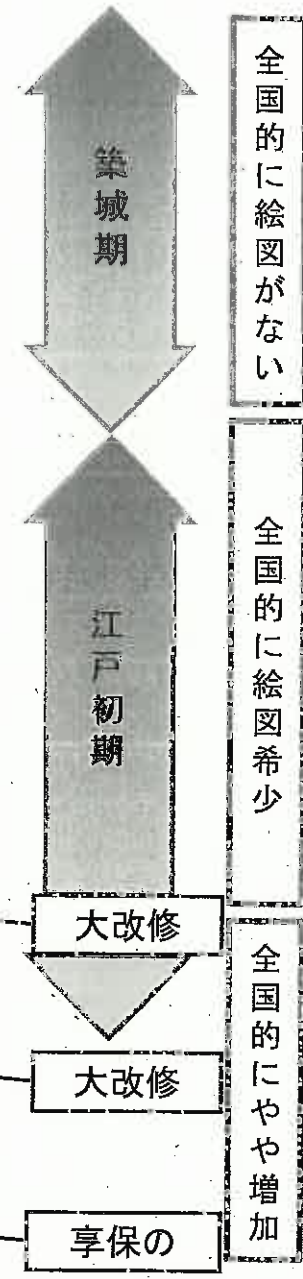 築城期
全国的に絵図がない
江戸初期
全国的に絵図希少
大改修
全国的にやや増加
大改修
享保の